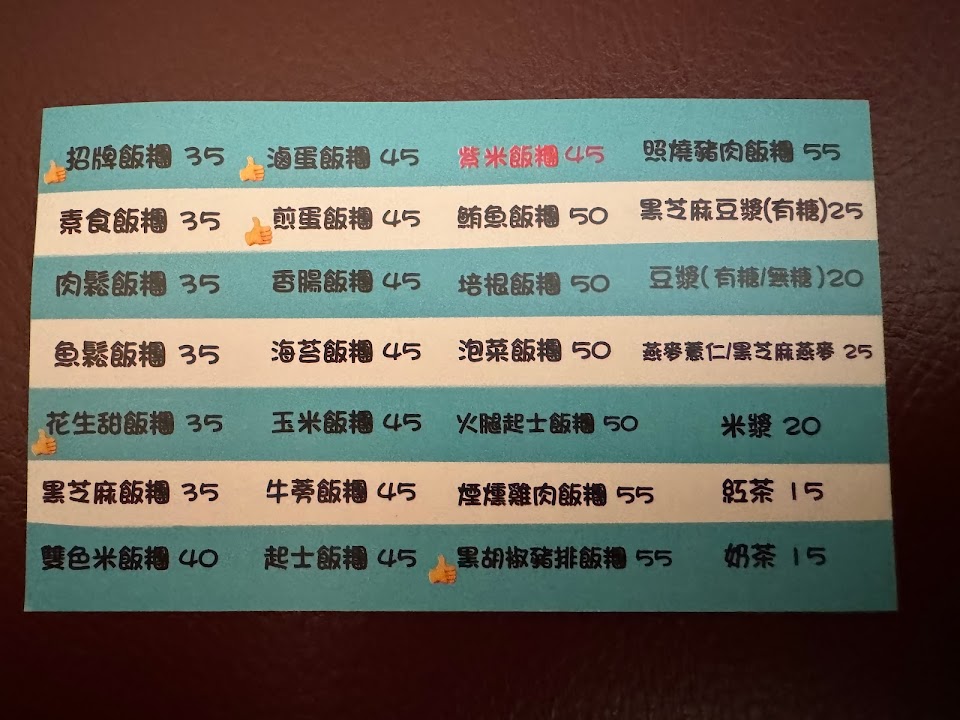 招牌飯糰 35 滷蛋飯糰 45 紫米飯糰 45 照燒豬肉飯糰 55
素食飯糰 35 煎蛋飯糰 45 鮪魚飯糰 50 黑芝麻豆漿(有糖)25
肉鬆飯糰 35 香腸飯糰 45 培根飯糰 50 豆漿(有糖/無糖)20
魚鬆飯糰 35 海苔飯糰 45 泡菜飯糰 50 燕麥薏仁/黑芝麻燕麥 25
花生甜飯糰 35 玉米飯糰 45 火腿起士飯糰 50 米漿 20
黑芝麻飯糰 35 牛蒡飯糰 45 煙燻雞肉飯糰 55 紅茶 15
雙色米飯糰 40 起士飯糰 45 黑胡椒豬排飯糰 55 奶茶 15